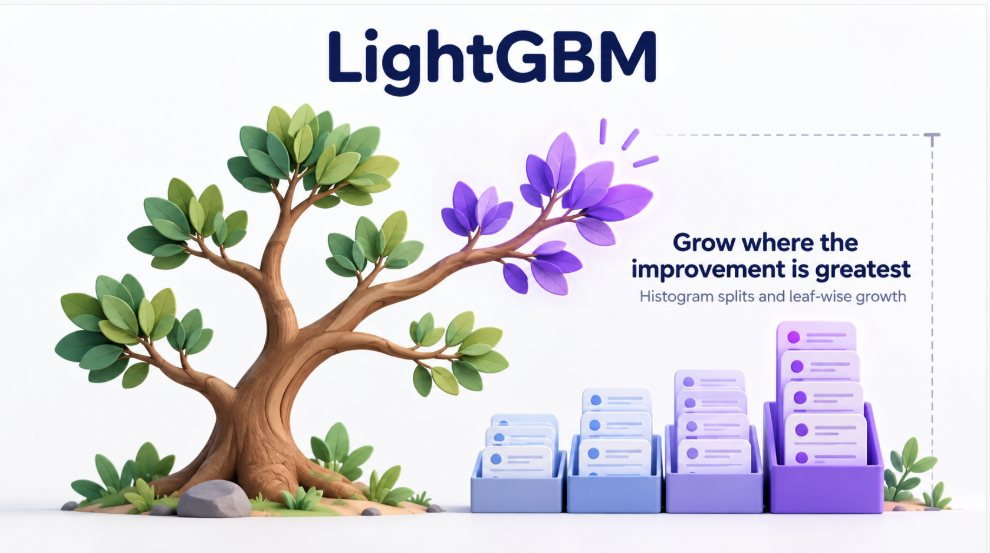 LightGBM
Grow where the
improvement is greatest
Histogram splits and leaf-wise growth